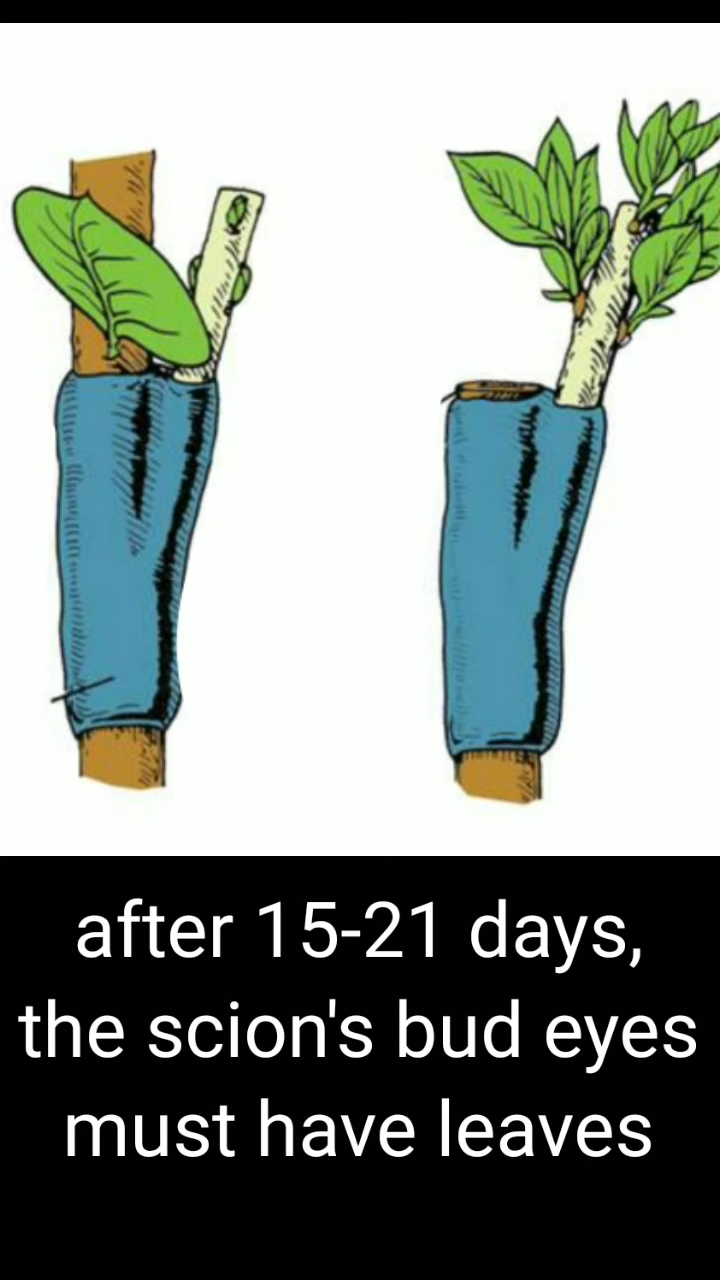 after 15-21 days,
the scion's bud eyes
must have leaves